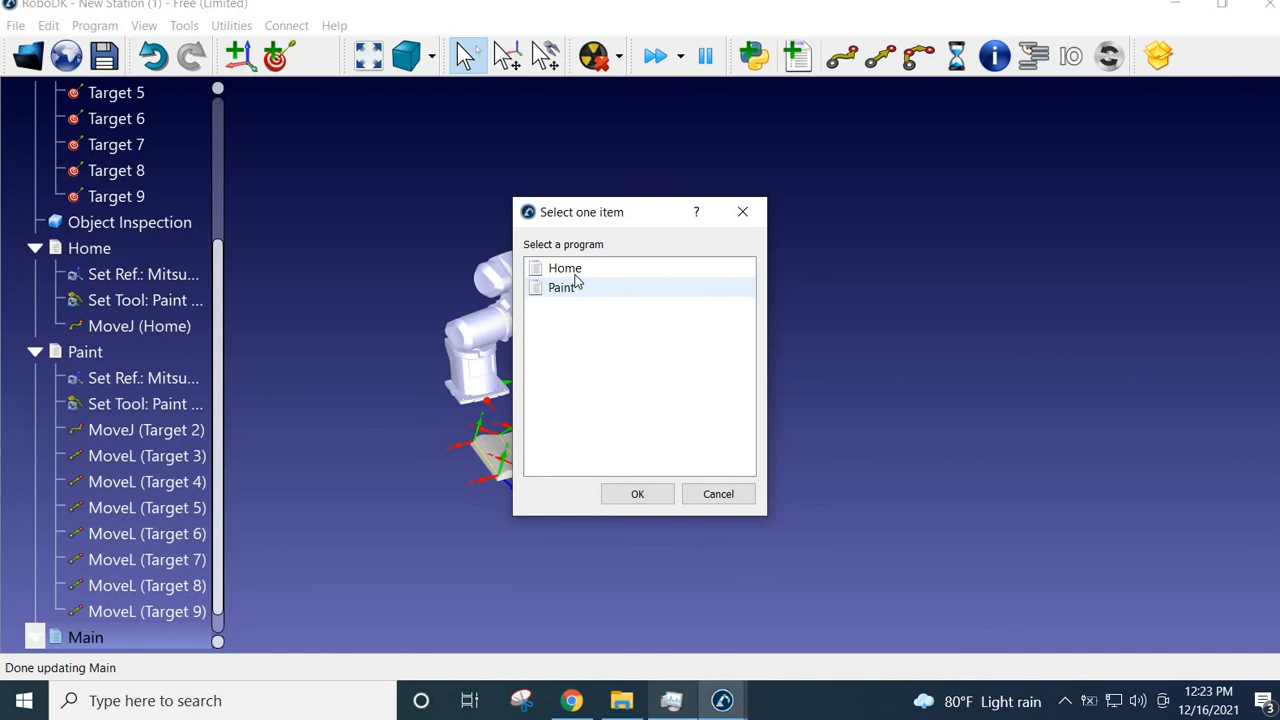 RoboDK - New Station (1) - Free (Limited)
File Edit Program View Tools Utilities Connect Help
IO
Target 5
Target 6
Target 7
Target 8
Target 9
Object Inspection
Home
Set Ref.: Mitsu...
Set Tool: Paint ...
MoveJ (Home)
Paint
Set Ref.: Mitsu...
Set Tool: Paint ...
MoveJ (Target 2)
MoveL (Target 3)
MoveL (Target 4)
MoveL (Target 5)
MoveL (Target 6)
MoveL (Target 7)
MoveL (Target 8)
MoveL (Target 9)
Main
Select one item
?
Select a program
Home
Paint
OK Cancel
Done updating Main
Type here to search
80°F Light rain
12:23 PM
12/16/2021
3